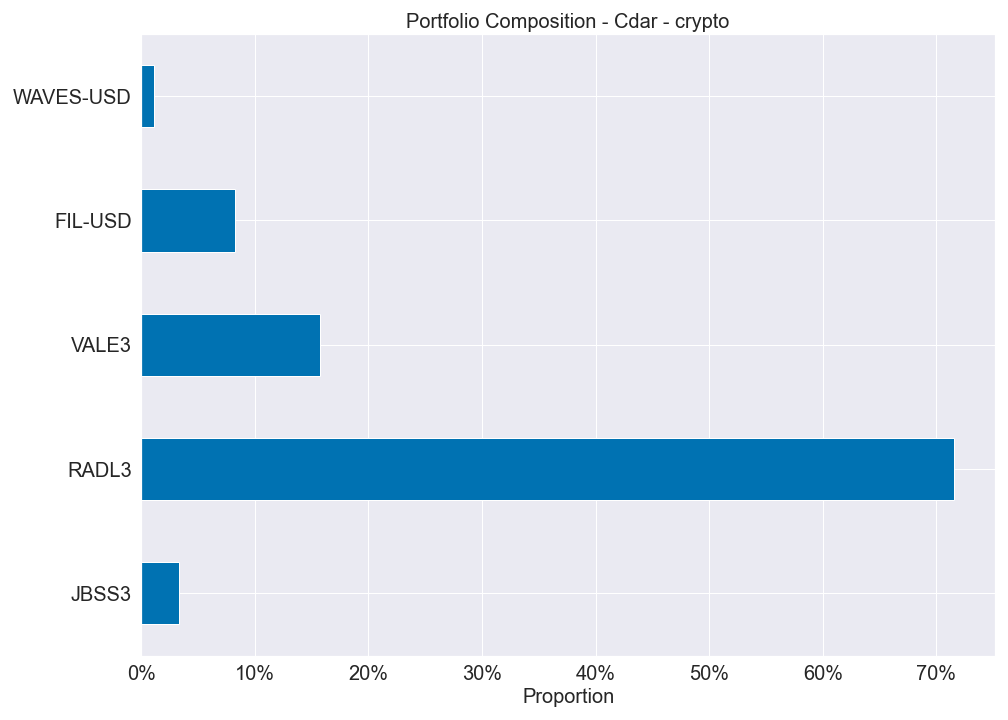 Portfolio Composition - Cdar - crypto
WAVES-USD
FIL-USD
VALE3
RADL3
JBSS3
0% 10% 20% 30% 40% 50% 60% 70%
Proportion